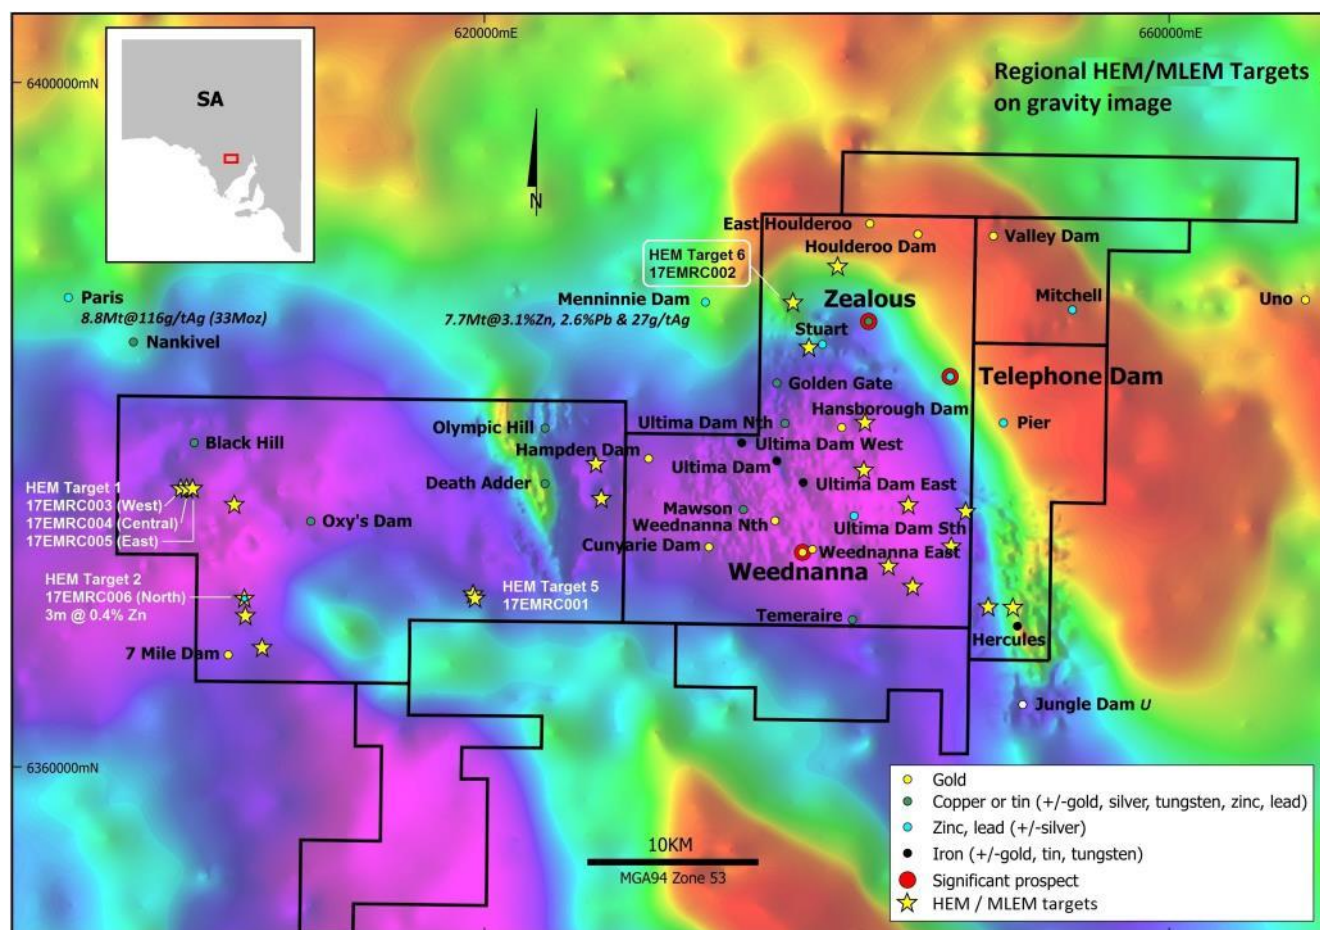 620000mE
660000mE
6400000mN
SA
Regional HEM/MLEM Targets
on gravity image
N
East Houlderoo
Houlderoo Dam
Valley Dam
HEM Target 6
17EMRC002
Paris
8.8Mt@116g/tAg (33Moz)
Nankivel
Menninnie Dam
7.7Mt@3.1%Zn, 2.6%Pb & 27g/tAg
Zealous
Mitchell
Uno
Stuart
Telephone Dam
Golden Gate
Hansborough Dam
Pier
Black Hill
Olympic Hill
Ultima Dam Nth
Ultima Dam West
Hampden Dam
Ultima Dam
Death Adder
Ultima Dam East
HEM Target 1
17EMRC003 (West)
17EMRC004 (Central)
17EMRC005 (East)
Oxy's Dam
Mawson
Weednanna Nth
Ultima Dam Sth
Cunyarie Dam
Weednanna East
Weednanna
HEM Target 2
17EMRC006 (North)
3m @ 0.4% Zn
HEM Target 5
17EMRC001
Temeraire
Hercules
7 Mile Dam
Jungle Dam U
6360000mN
10KM
MGA94 Zone 53
Gold
Copper or tin (+/-gold, silver, tungsten, zinc, lead)
Zinc, lead (+/-silver)
Iron (+/-gold, tin, tungsten)
Significant prospect
HEM / MLEM targets